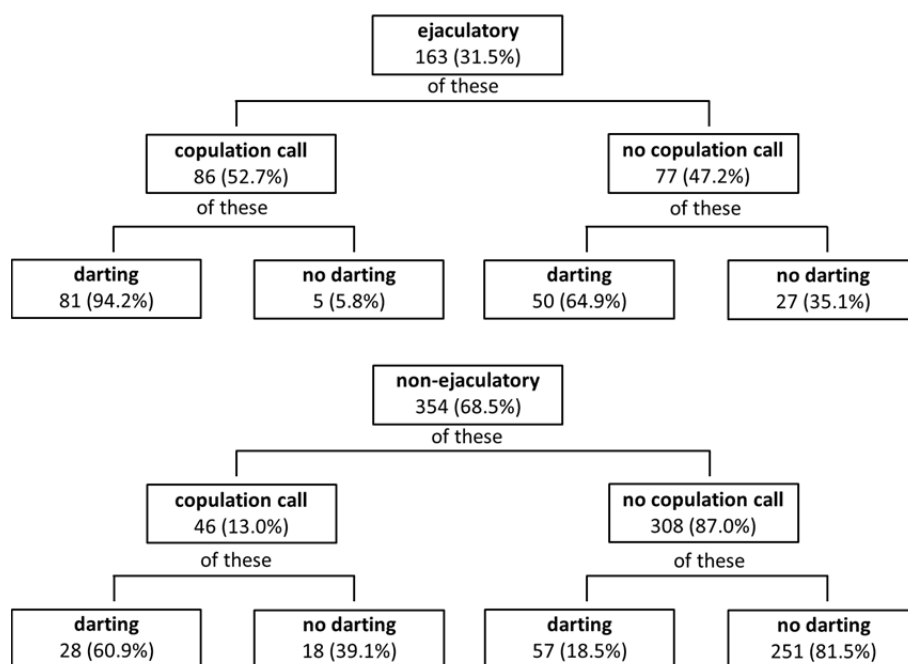 ejaculatory
163 (31.5%)
of these
copulation call
86 (52.7%)
no copulation call
77 (47.2%)
of these
of these
darting
81 (94.2%)
no darting
5 (5.8%)
darting
50 (64.9%)
no darting
27 (35.1%)
non-ejaculatory
354 (68.5%)
of these
copulation call
46 (13.0%)
no copulation call
308 (87.0%)
of these
of these
darting
28 (60.9%)
no darting
18 (39.1%)
darting
57 (18.5%)
no darting
251 (81.5%)